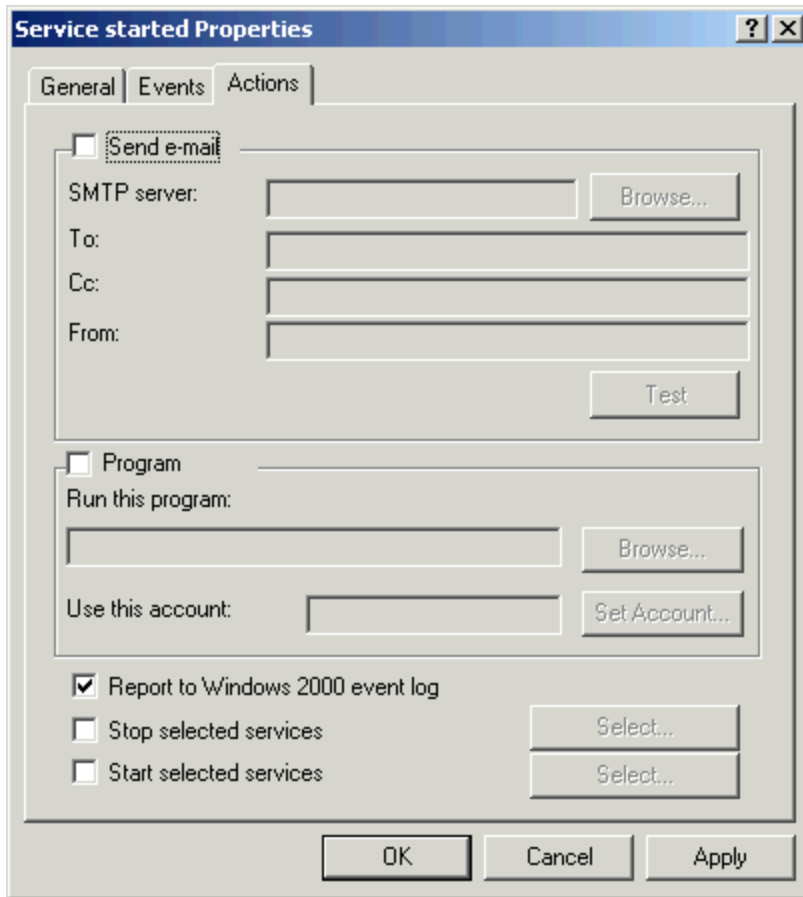 Service started Properties
General Events Actions
Send e-mail
SMTP server: Browse...
To:
Cc:
From:
Test
Program
Run this program:
Browse...
Use this account: Set Account...
Report to Windows 2000 event log
Stop selected services Select...
Start selected services Select...
OK Cancel Apply